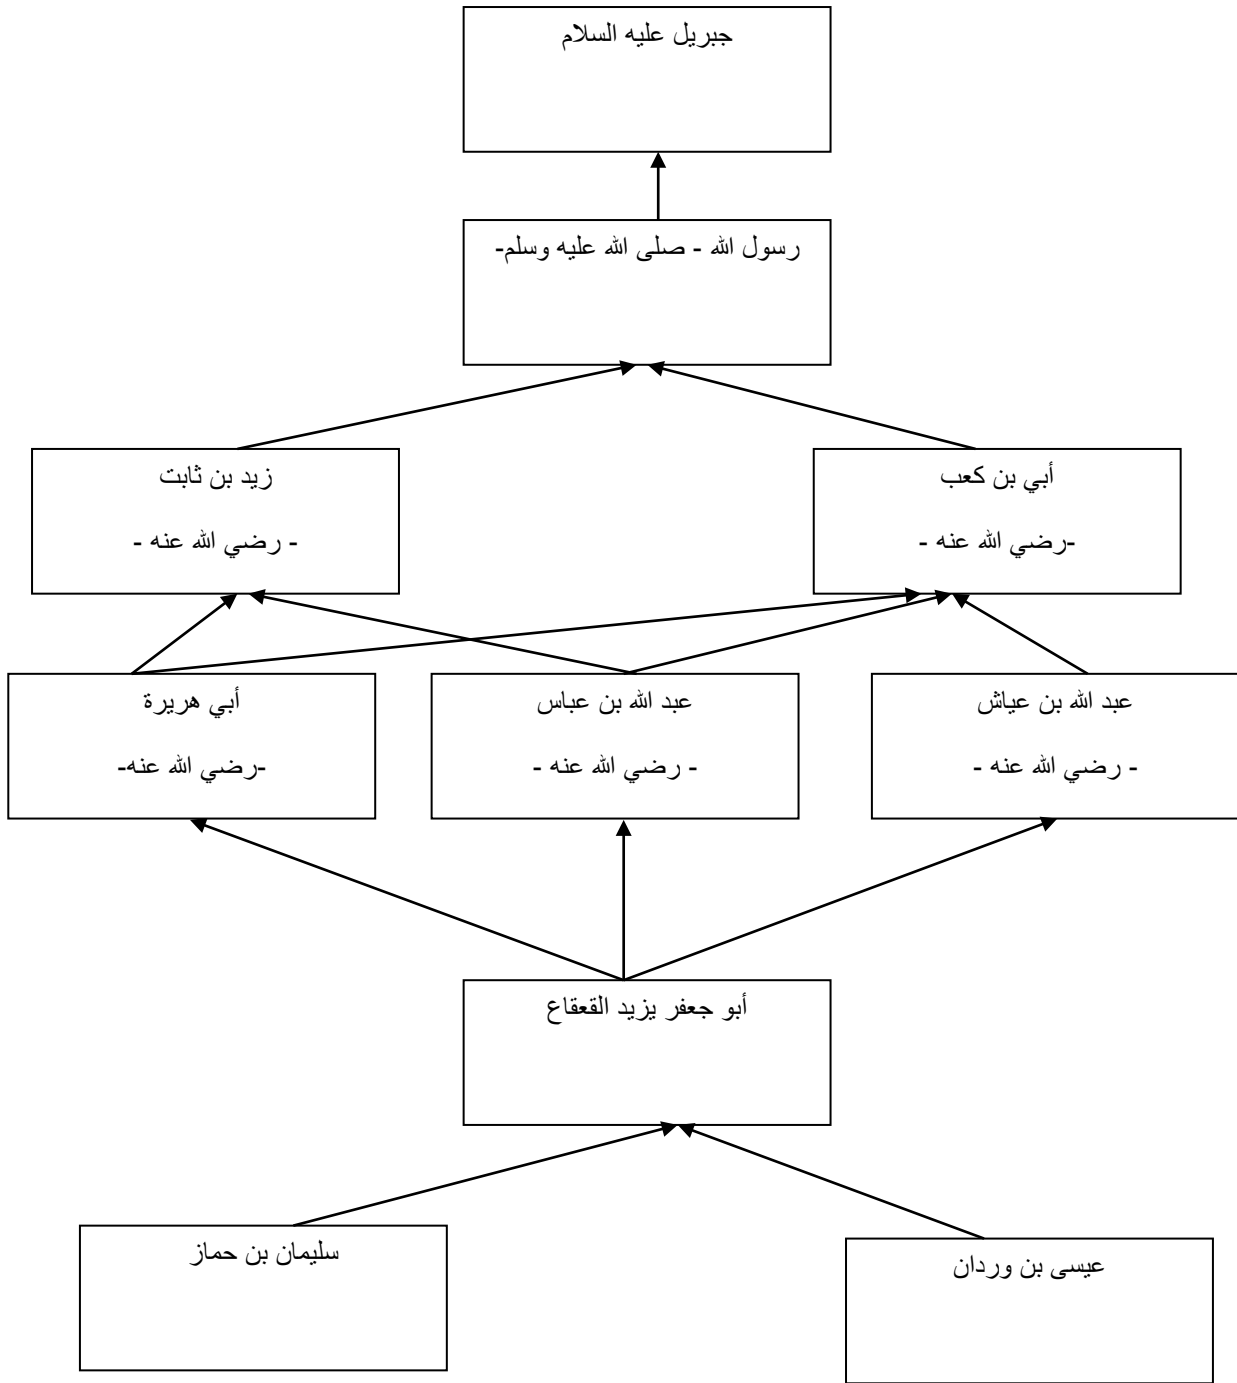 جبريل عليه السلام
رسول الله - صلى الله عليه وسلم-
أبي بن كعب
-رضي الله عنه -
زيد بن ثابت
- رضي الله عنه -
عبد الله بن عياش
- رضي الله عنه -
عبد الله بن عباس
- رضي الله عنه -
أبي هريرة
-رضي الله عنه-
أبو جعفر يزيد القعقاع
عيسى بن وردان
سليمان بن حماز